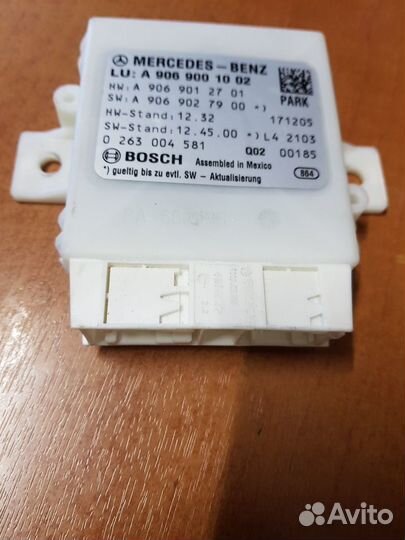 MERCEDES-BENZ
LU: A 906 900 10 02
HW: A 906 901 27 01
SW: A 906 902 79 00 *)
PARK
HW-Stand: 12.32
171205
SW-Stand: 12.45.00 *)
L4 2103
0 263 004 581
Q02
00185
BOSCH
Assembled in Mexico
*) gueltig bis zu evtl. SW - Aktualisierung
864
Avito